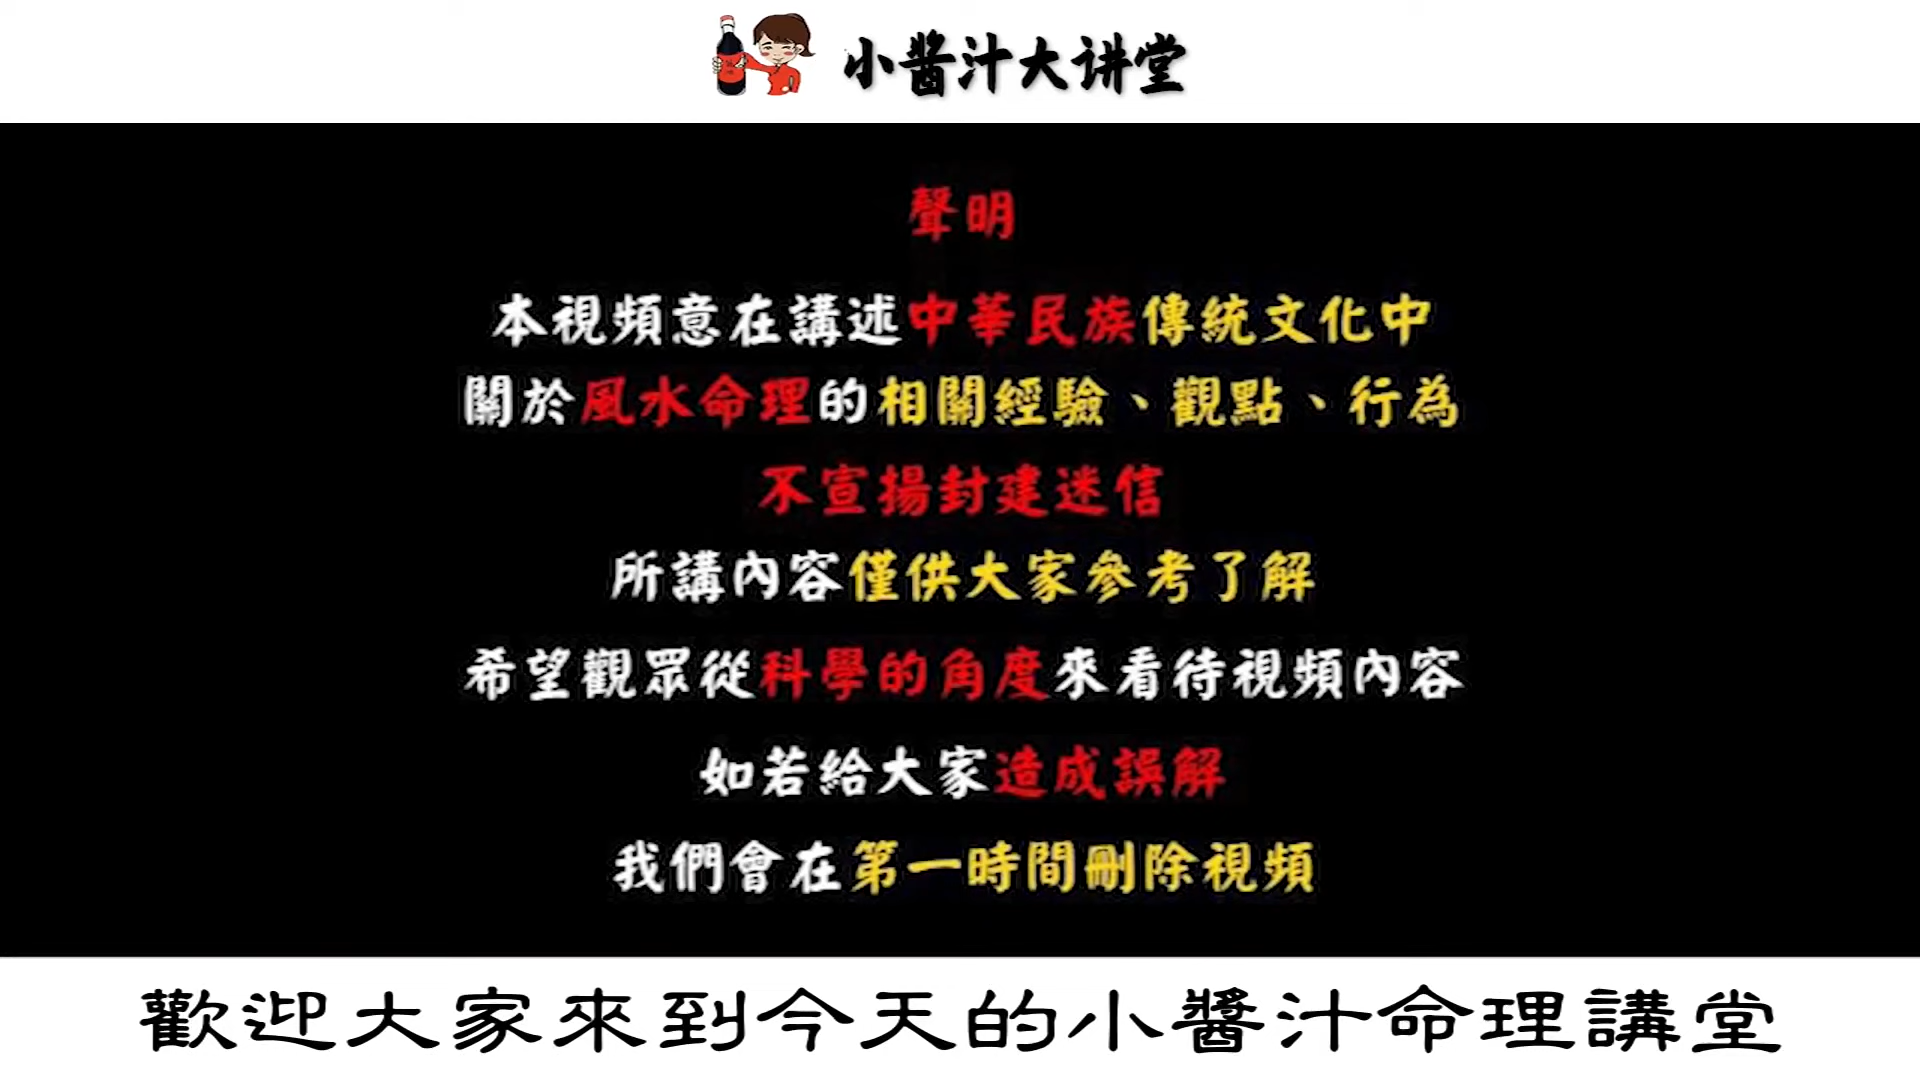 小醬汁大讲堂
聲明
本視頻意在講述中華民族傳統文化中
關於風水命理的相關經驗、觀點、行為
不宣揚封建迷信
所講內容僅供大家參考了解
希望觀眾從科學的角度來看待視頻內容
如若給大家造成誤解
我們會在第一時間刪除視頻
歡迎大家來到今天的小醬汁命理講堂